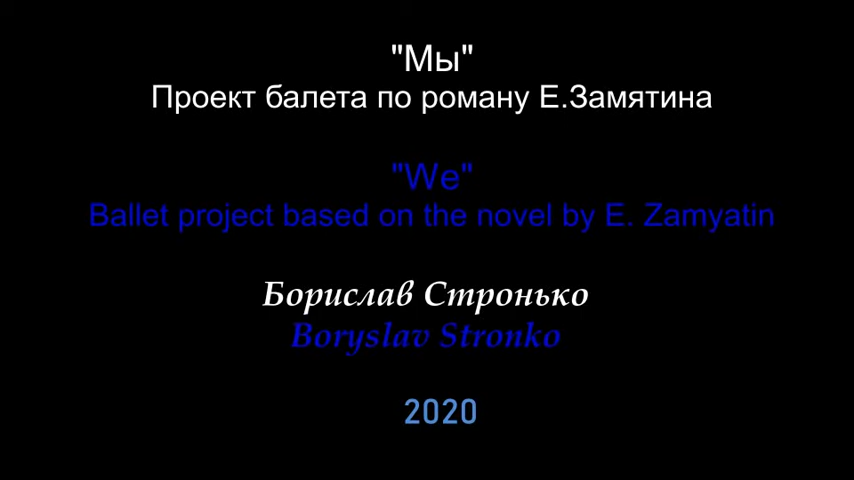 "Мы"
Проект балета по роману Е.Замятина
"We"
Ballet project based on the novel by E. Zamyatin
Борислав Стронько
Boryslav Stronko
2020